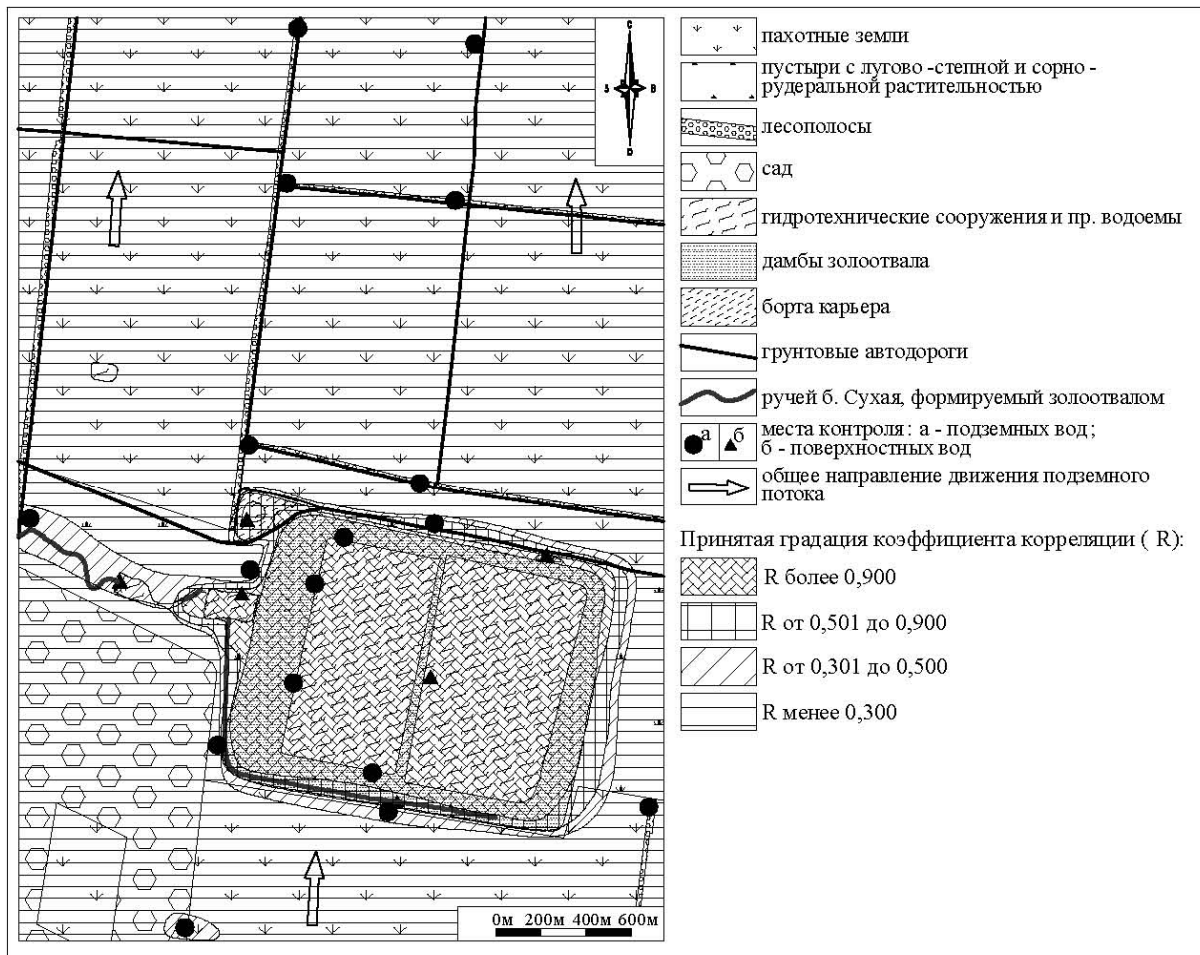 С
З В
Ю
пахотные земли
пустыри с лугово -степной и сорно -
рудеральной растительностью
лесополосы
сад
гидротехнические сооружения и пр. водоемы
дамбы золоотвала
борта карьера
грунтовые автодороги
ручей б. Сухая, формируемый золоотвалом
а б
места контроля: а - подземных вод;
б - поверхностных вод
общее направление движения подземного
потока
Принятая градация коэффициента корреляции ( R):
R более 0,900
R от 0,501 до 0,900
R от 0,301 до 0,500
R менее 0,300
0м 200м 400м 600м